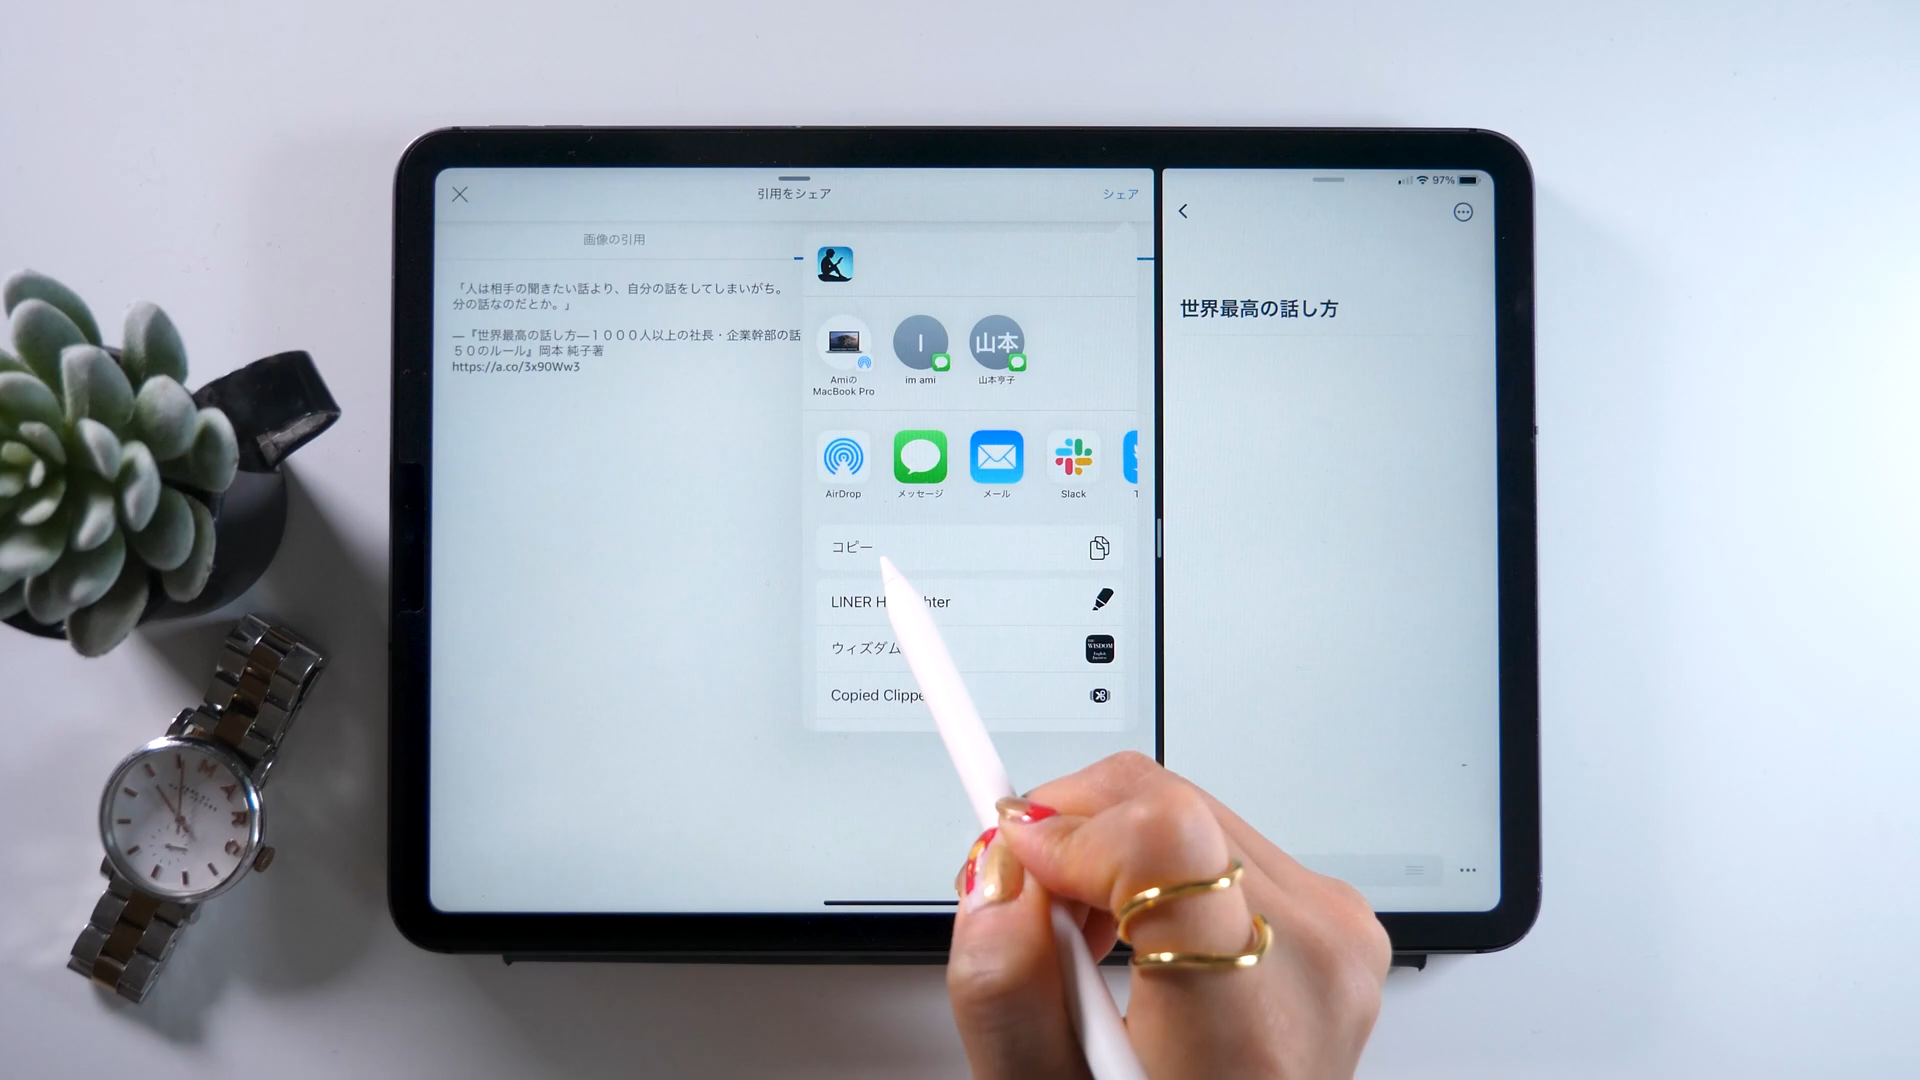 引用をシェア
シェア
画像の引用
「人は相手の聞きたい話より、自分の話をしてしまいがち。
分の話なのだとか。」
—『世界最高の話し方―１０００人以上の社長・企業幹部の話
５０のルール』岡本 純子著
https://a.co/3x90Ww3
Amiの
MacBook Pro
I
im ami
山本
山本亨子
AirDrop
メッセージ
メール
Slack
コピー
LINER
ウィズダム
WISDOM
Copied
97%
世界最高の話し方
MARC